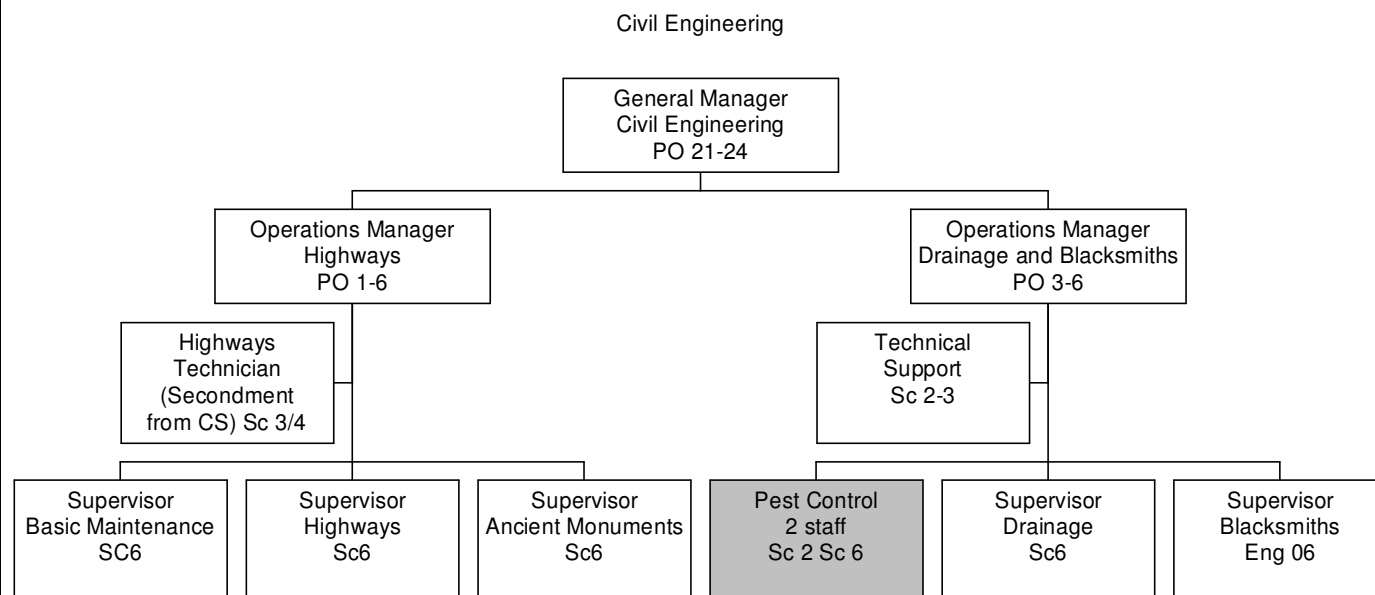 Civil Engineering
General Manager
Civil Engineering
PO 21-24
Operations Manager
Highways
PO 1-6
Operations Manager
Drainage and Blacksmiths
PO 3-6
Highways
Technician
(Secondment
from CS) Sc 3/4
Technical
Support
Sc 2-3
Supervisor
Basic Maintenance
SC6
Supervisor
Highways
Sc6
Supervisor
Ancient Monuments
Sc6
Pest Control
2 staff
Sc 2 Sc 6
Supervisor
Drainage
Sc6
Supervisor
Blacksmiths
Eng 06